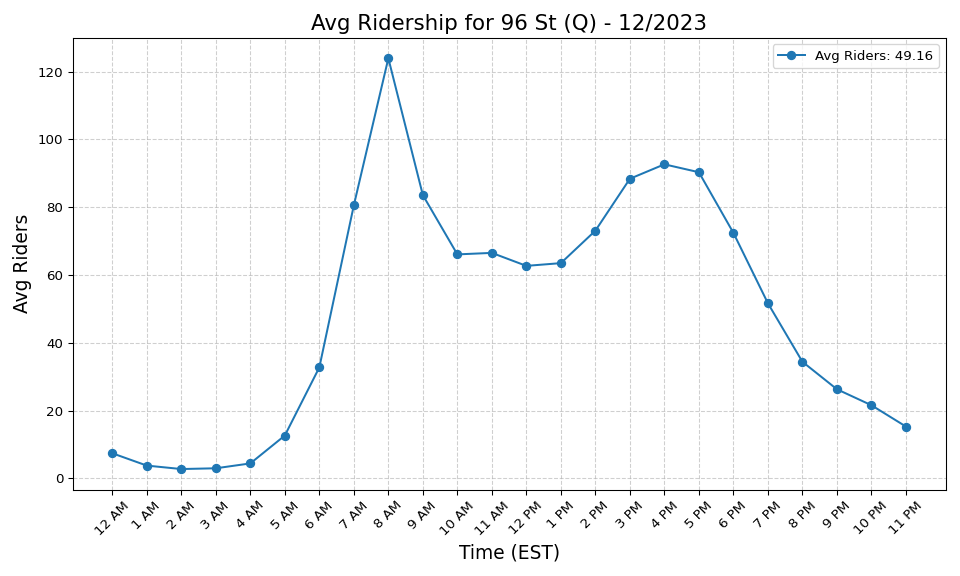 Avg Ridership for 96 St (Q) - 12/2023
Avg Riders: 49.16
Avg Riders
120
100
80
60
40
20
0
12 AM
1 AM
2 AM
3 AM
4 AM
5 AM
6 AM
7 AM
8 AM
9 AM
10 AM
11 AM
12 PM
1 PM
2 PM
3 PM
4 PM
5 PM
6 PM
7 PM
8 PM
9 PM
10 PM
11 PM
Time (EST)